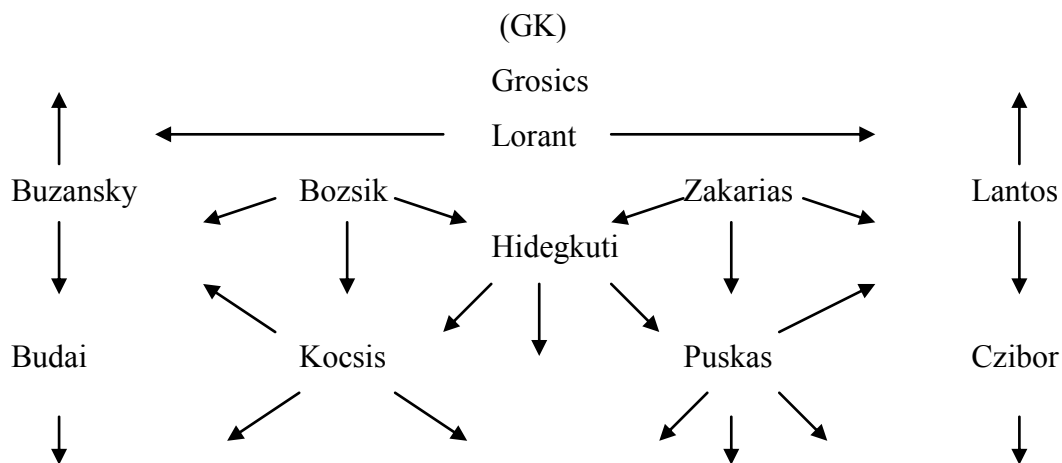 (GK)
Grosics
Lorant
Buzansky Bozsik Zakarias Lantos
Hidegkuti
Budai Kocsis Puskas Czibor